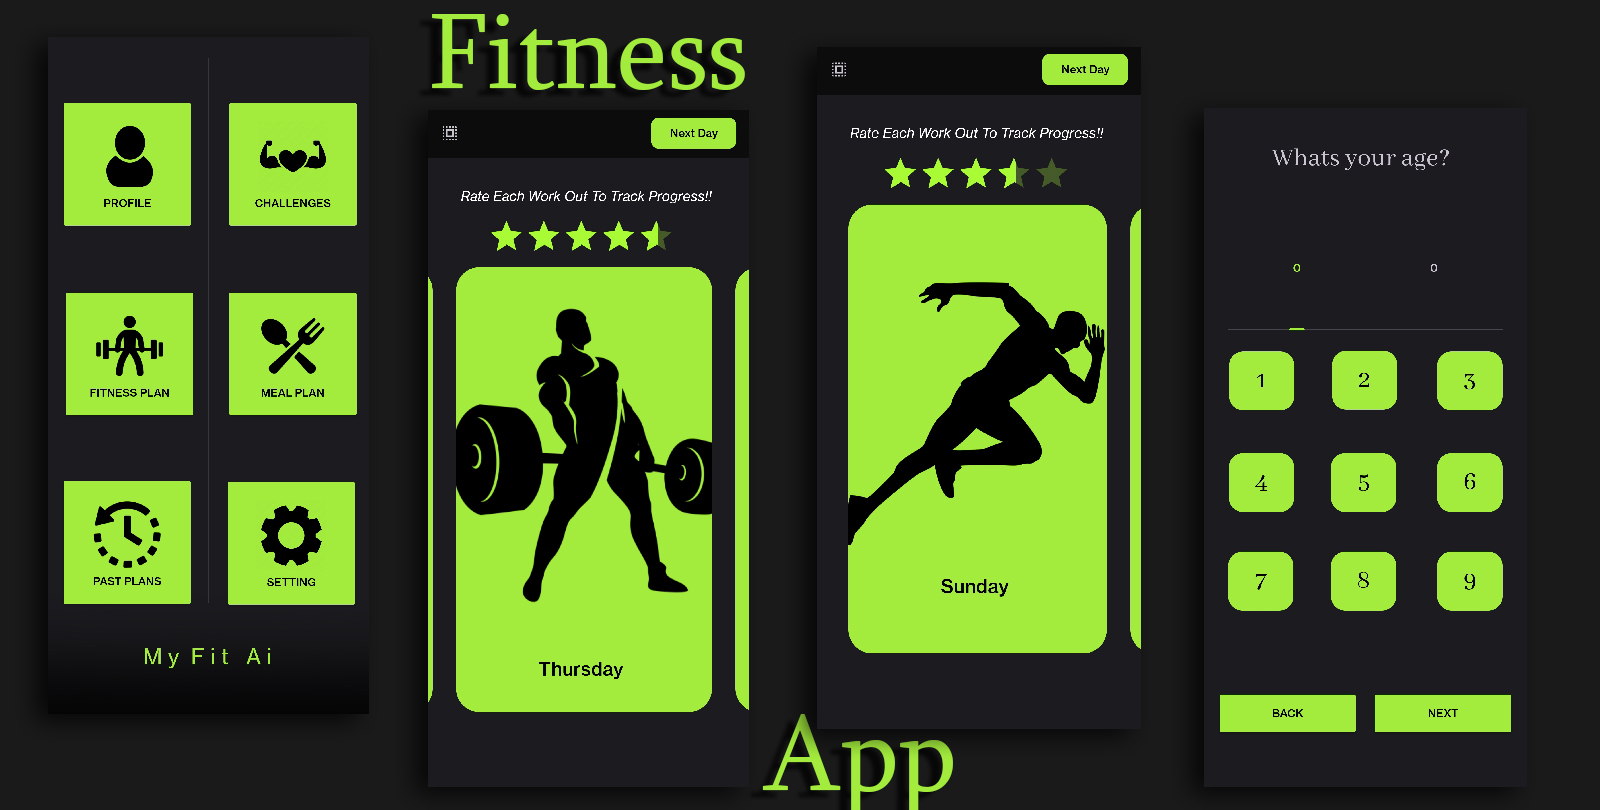 Fitness
PROFILE
CHALLENGES
FITNESS PLAN
MEAL PLAN
PAST PLANS
SETTING
My Fit Ai
Next Day
Rate Each Work Out To Track Progress!!
Thursday
Next Day
Rate Each Work Out To Track Progress!!
Sunday
App
Whats your age?
0 0
1 2 3
4 5 6
7 8 9
BACK NEXT